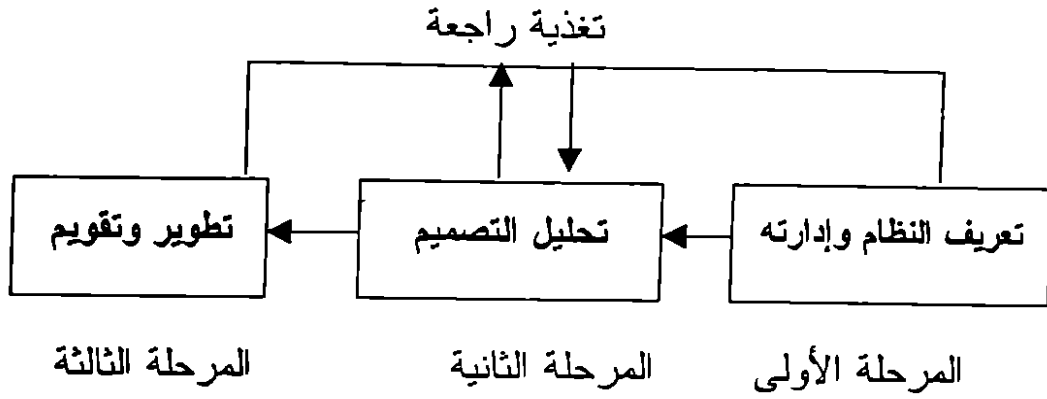 تغذية راجعة
تعريف النظام وإدارته
تحليل التصميم
تطوير وتقويم
المرحلة الأولى
المرحلة الثانية
المرحلة الثالثة